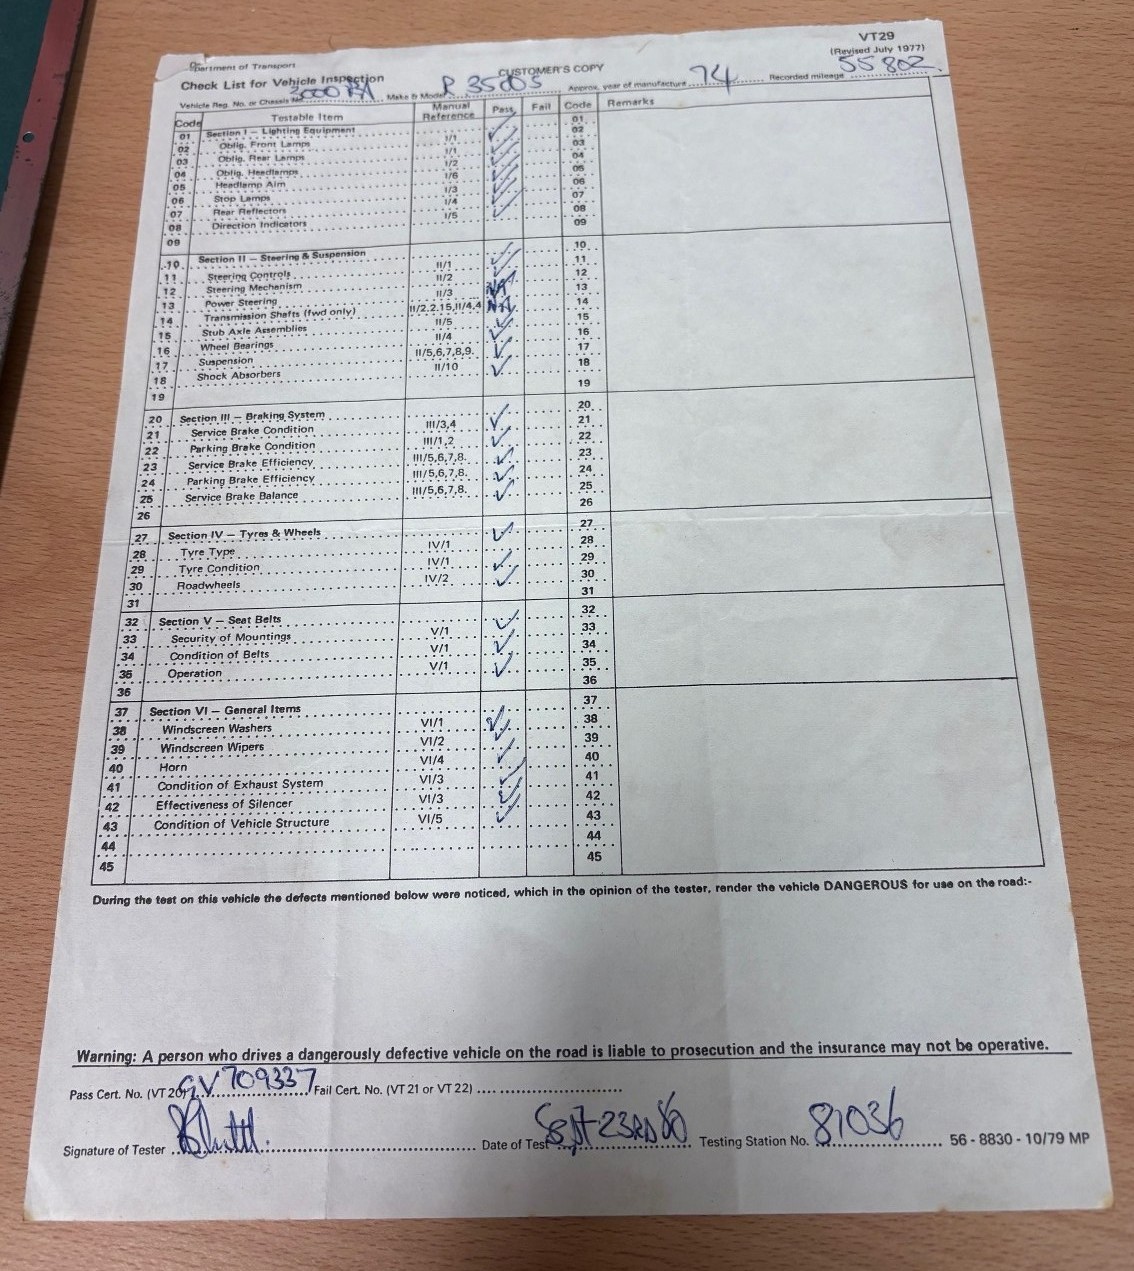 VT29
(Revised July 1977)
Department of Transport
CUSTOMER'S COPY
Check List for Vehicle Inspection
Vehicle Reg. No. or Chassis No. Make & Model R 3500S Approx. year of manufacture 74 Recorded mileage 55802
Code Testable Item Manual Reference Pass Fail Code Remarks
01 Section I – Lighting Equipment 01
02 Oblig. Front Lamps I/1 ✓ 02
03 Oblig. Rear Lamps I/1 ✓ 03
04 Oblig. Headlamps I/2 ✓ 04
05 Headlamp Aim I/6 ✓ 05
06 Stop Lamps I/3 ✓ 06
07 Rear Reflectors I/4 ✓ 07
08 Direction Indicators I/5 ✓ 08
09 09
10 Section II – Steering & Suspension 10
11 Steering Controls II/1 ✓ 11
12 Steering Mechanism II/2 ✓ 12
13 Power Steering II/3 NA 13
14 Transmission Shafts (fwd only) II/2.2.15,II/4,4 NA 14
15 Stub Axle Assemblies II/5 ✓ 15
16 Wheel Bearings II/4 ✓ 16
17 Suspension II/5,6,7,8,9. ✓ 17
18 Shock Absorbers II/10 ✓ 18
19 19
20 Section III – Braking System 20
21 Service Brake Condition III/3,4 ✓ 21
22 Parking Brake Condition III/1,2 ✓ 22
23 Service Brake Efficiency III/5,6,7,8. ✓ 23
24 Parking Brake Efficiency III/5,6,7,8. ✓ 24
25 Service Brake Balance III/5,6,7,8. ✓ 25
26 26
27 Section IV – Tyres & Wheels 27
28 Tyre Type IV/1 ✓ 28
29 Tyre Condition IV/1 ✓ 29
30 Roadwheels IV/2 ✓ 30
31 31
32 Section V – Seat Belts 32
33 Security of Mountings V/1 ✓ 33
34 Condition of Belts V/1 ✓ 34
35 Operation V/1 ✓ 35
36 36
37 Section VI – General Items 37
38 Windscreen Washers VI/1 ✓ 38
39 Windscreen Wipers VI/2 ✓ 39
40 Horn VI/4 ✓ 40
41 Condition of Exhaust System VI/3 ✓ 41
42 Effectiveness of Silencer VI/3 ✓ 42
43 Condition of Vehicle Structure VI/5 ✓ 43
44 44
45 45
During the test on this vehicle the defects mentioned below were noticed, which in the opinion of the tester, render the vehicle DANGEROUS for use on the road:-
Warning: A person who drives a dangerously defective vehicle on the road is liable to prosecution and the insurance may not be operative.
Pass Cert. No. (VT 20) GV 709337 Fail Cert. No. (VT 21 or VT 22)
Signature of Tester Date of Test Sept 23RD 80 Testing Station No. 81036 56 - 8830 - 10/79 MP